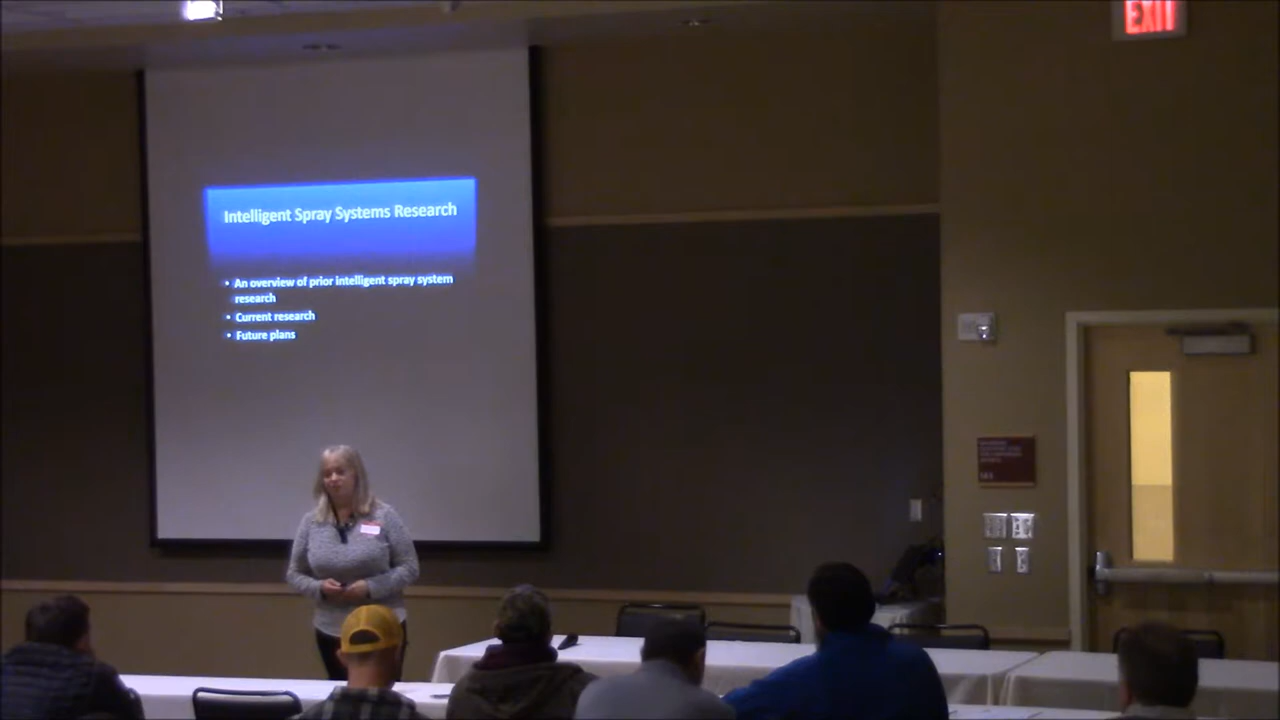 EXIT
Intelligent Spray Systems Research
• An overview of prior intelligent spray system
research
• Current research
• Future plans